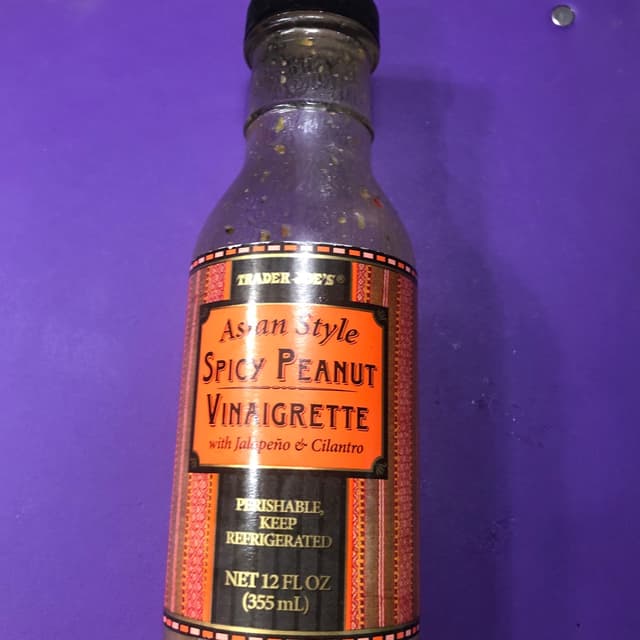 TRADER JOE'S®
Asian Style
SPICY PEANUT
VINAIGRETTE
with Jalapeño & Cilantro
PERISHABLE,
KEEP
REFRIGERATED
NET 12 FL OZ
(355 mL)